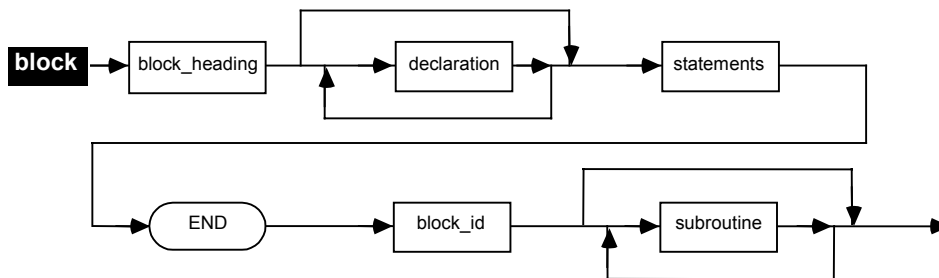 block block_heading declaration statements
END block_id subroutine